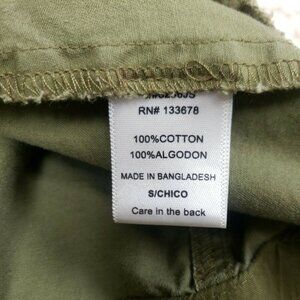 RN# 133678
100%COTTON
100%ALGODON
MADE IN BANGLADESH
S/CHICO
Care in the back